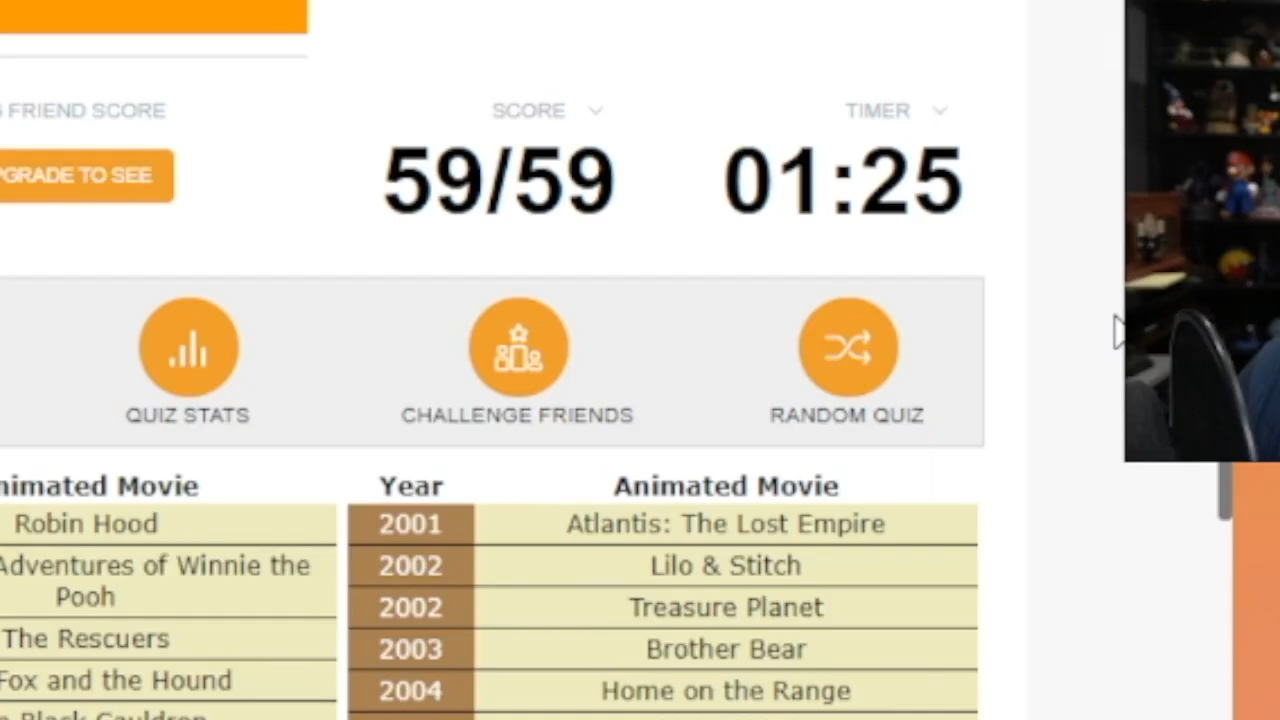 FRIEND SCORE
SCORE
TIMER
GRADE TO SEE
59/59
01:25
QUIZ STATS
CHALLENGE FRIENDS
RANDOM QUIZ
nimated Movie
Year
Animated Movie
Robin Hood
2001
Atlantis: The Lost Empire
Adventures of Winnie the
Pooh
2002
Lilo & Stitch
2002
Treasure Planet
The Rescuers
2003
Brother Bear
Fox and the Hound
2004
Home on the Range
Black Cauldron